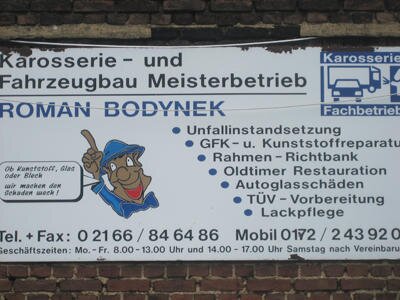 Karosserie - und
Fahrzeugbau Meisterbetrieb
ROMAN BODYNEK
Karosserie
Fachbetrieb
Unfallinstandsetzung
GFK - u. Kunststoffreparatu
Rahmen - Richtbank
Oldtimer Restauration
Autoglasschäden
TÜV - Vorbereitung
Lackpflege
Ob Kunststoff, Glas
oder Blech
wir machen den
Schaden wech!
Tel. + Fax: 0 21 66 / 84 64 86 Mobil 0172 / 243 92 0
Geschäftszeiten: Mo. - Fr. 8.00 - 13.00 Uhr und 14.00 - 17.00 Uhr Samstag nach Vereinbaru